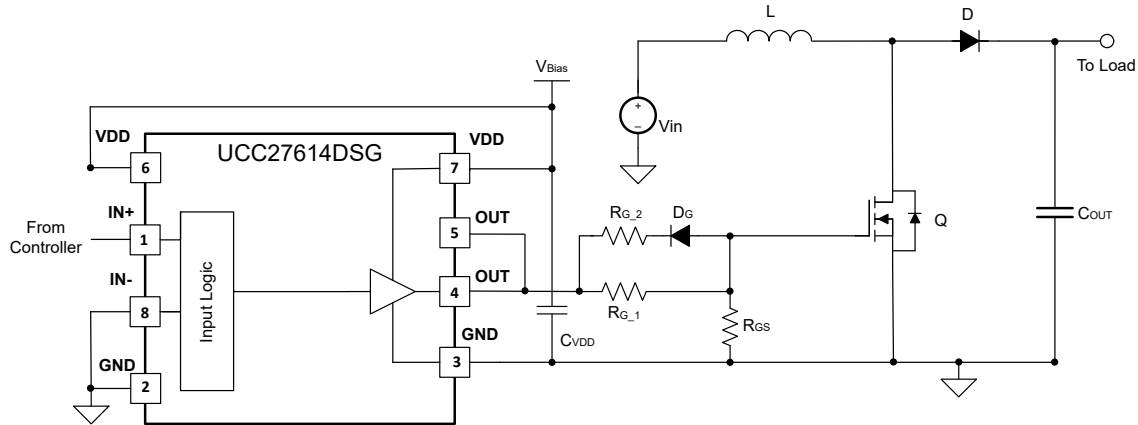 L
D
To Load
VBias
+
−
Vin
VDD
6
UCC27614DSG
VDD
7
IN+
From
Controller
1
OUT
5
RG_2
DG
Q
COUT
IN-
8
Input Logic
OUT
4
RG_1
RGS
GND
2
GND
3
CVDD